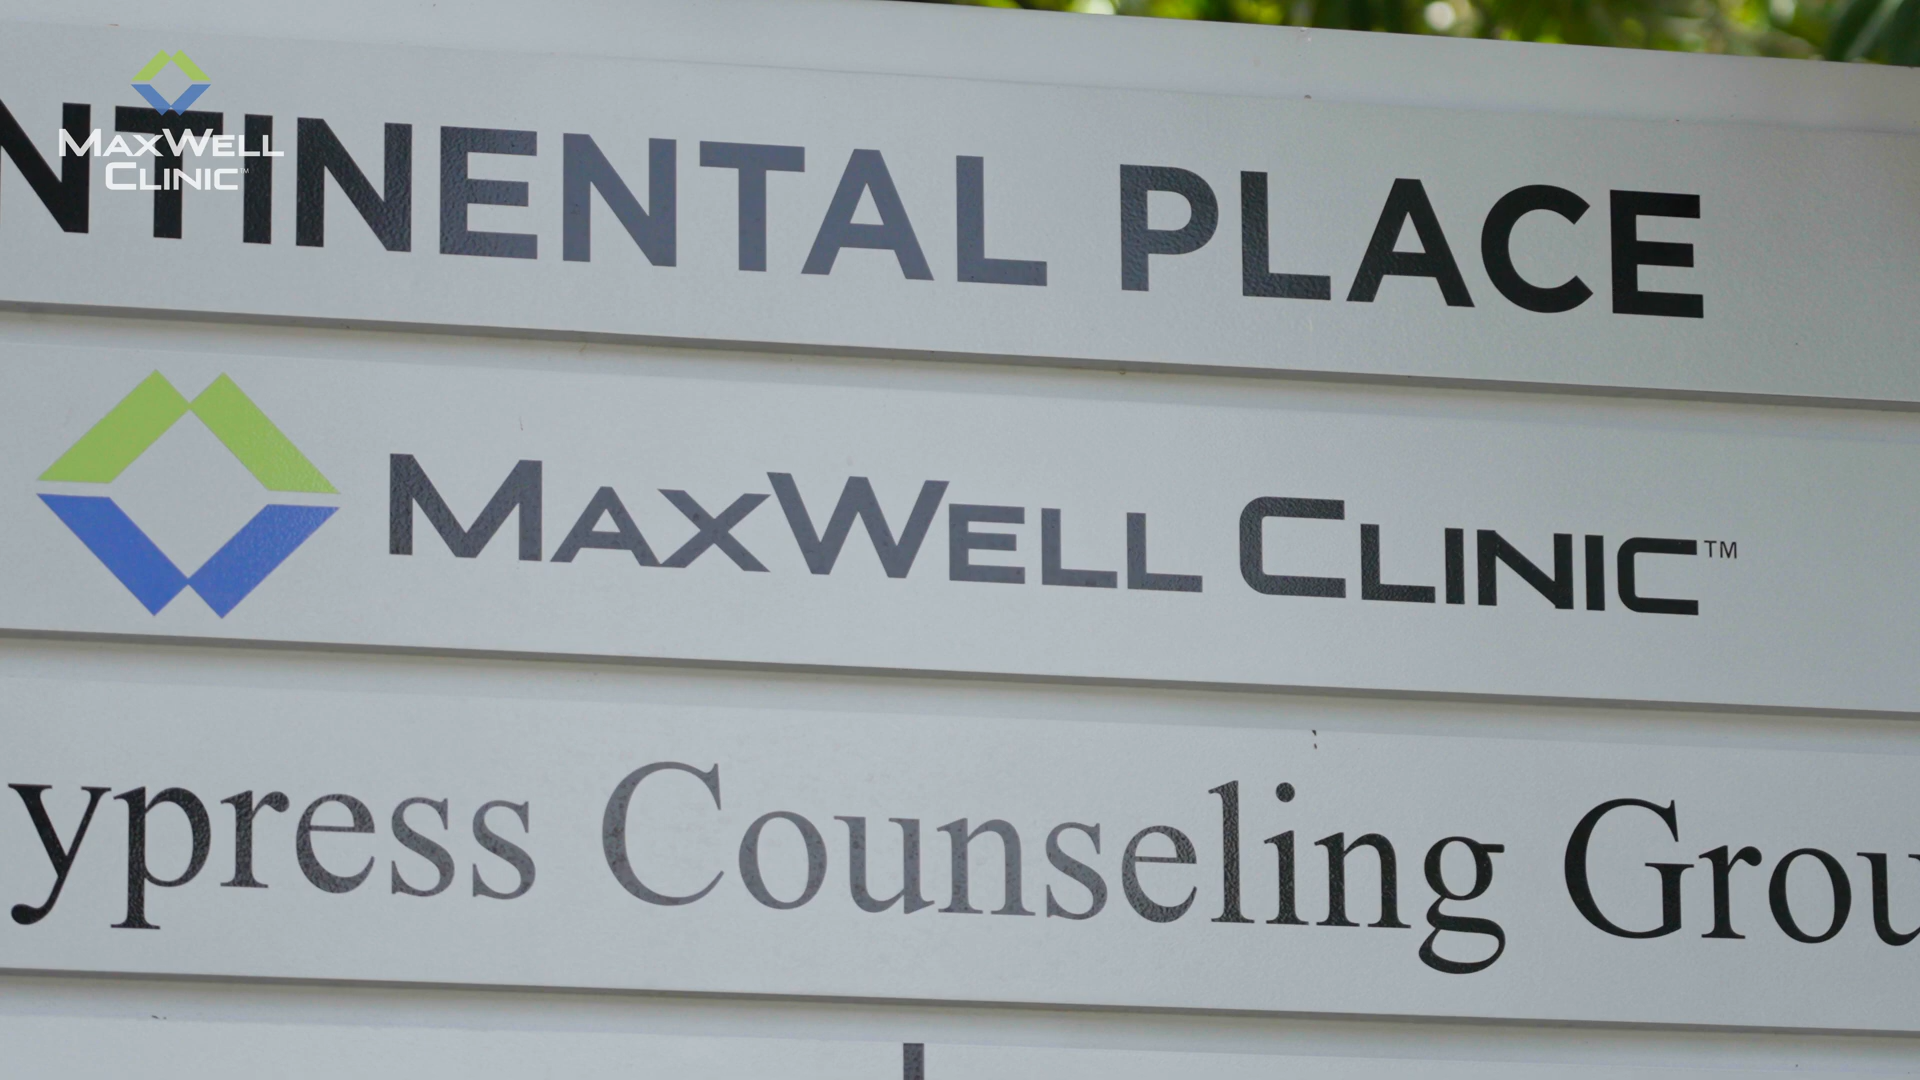 MAXWELL
CLINIC™
NTINENTAL PLACE
MAXWELL CLINIC™
ypress Counseling Grou